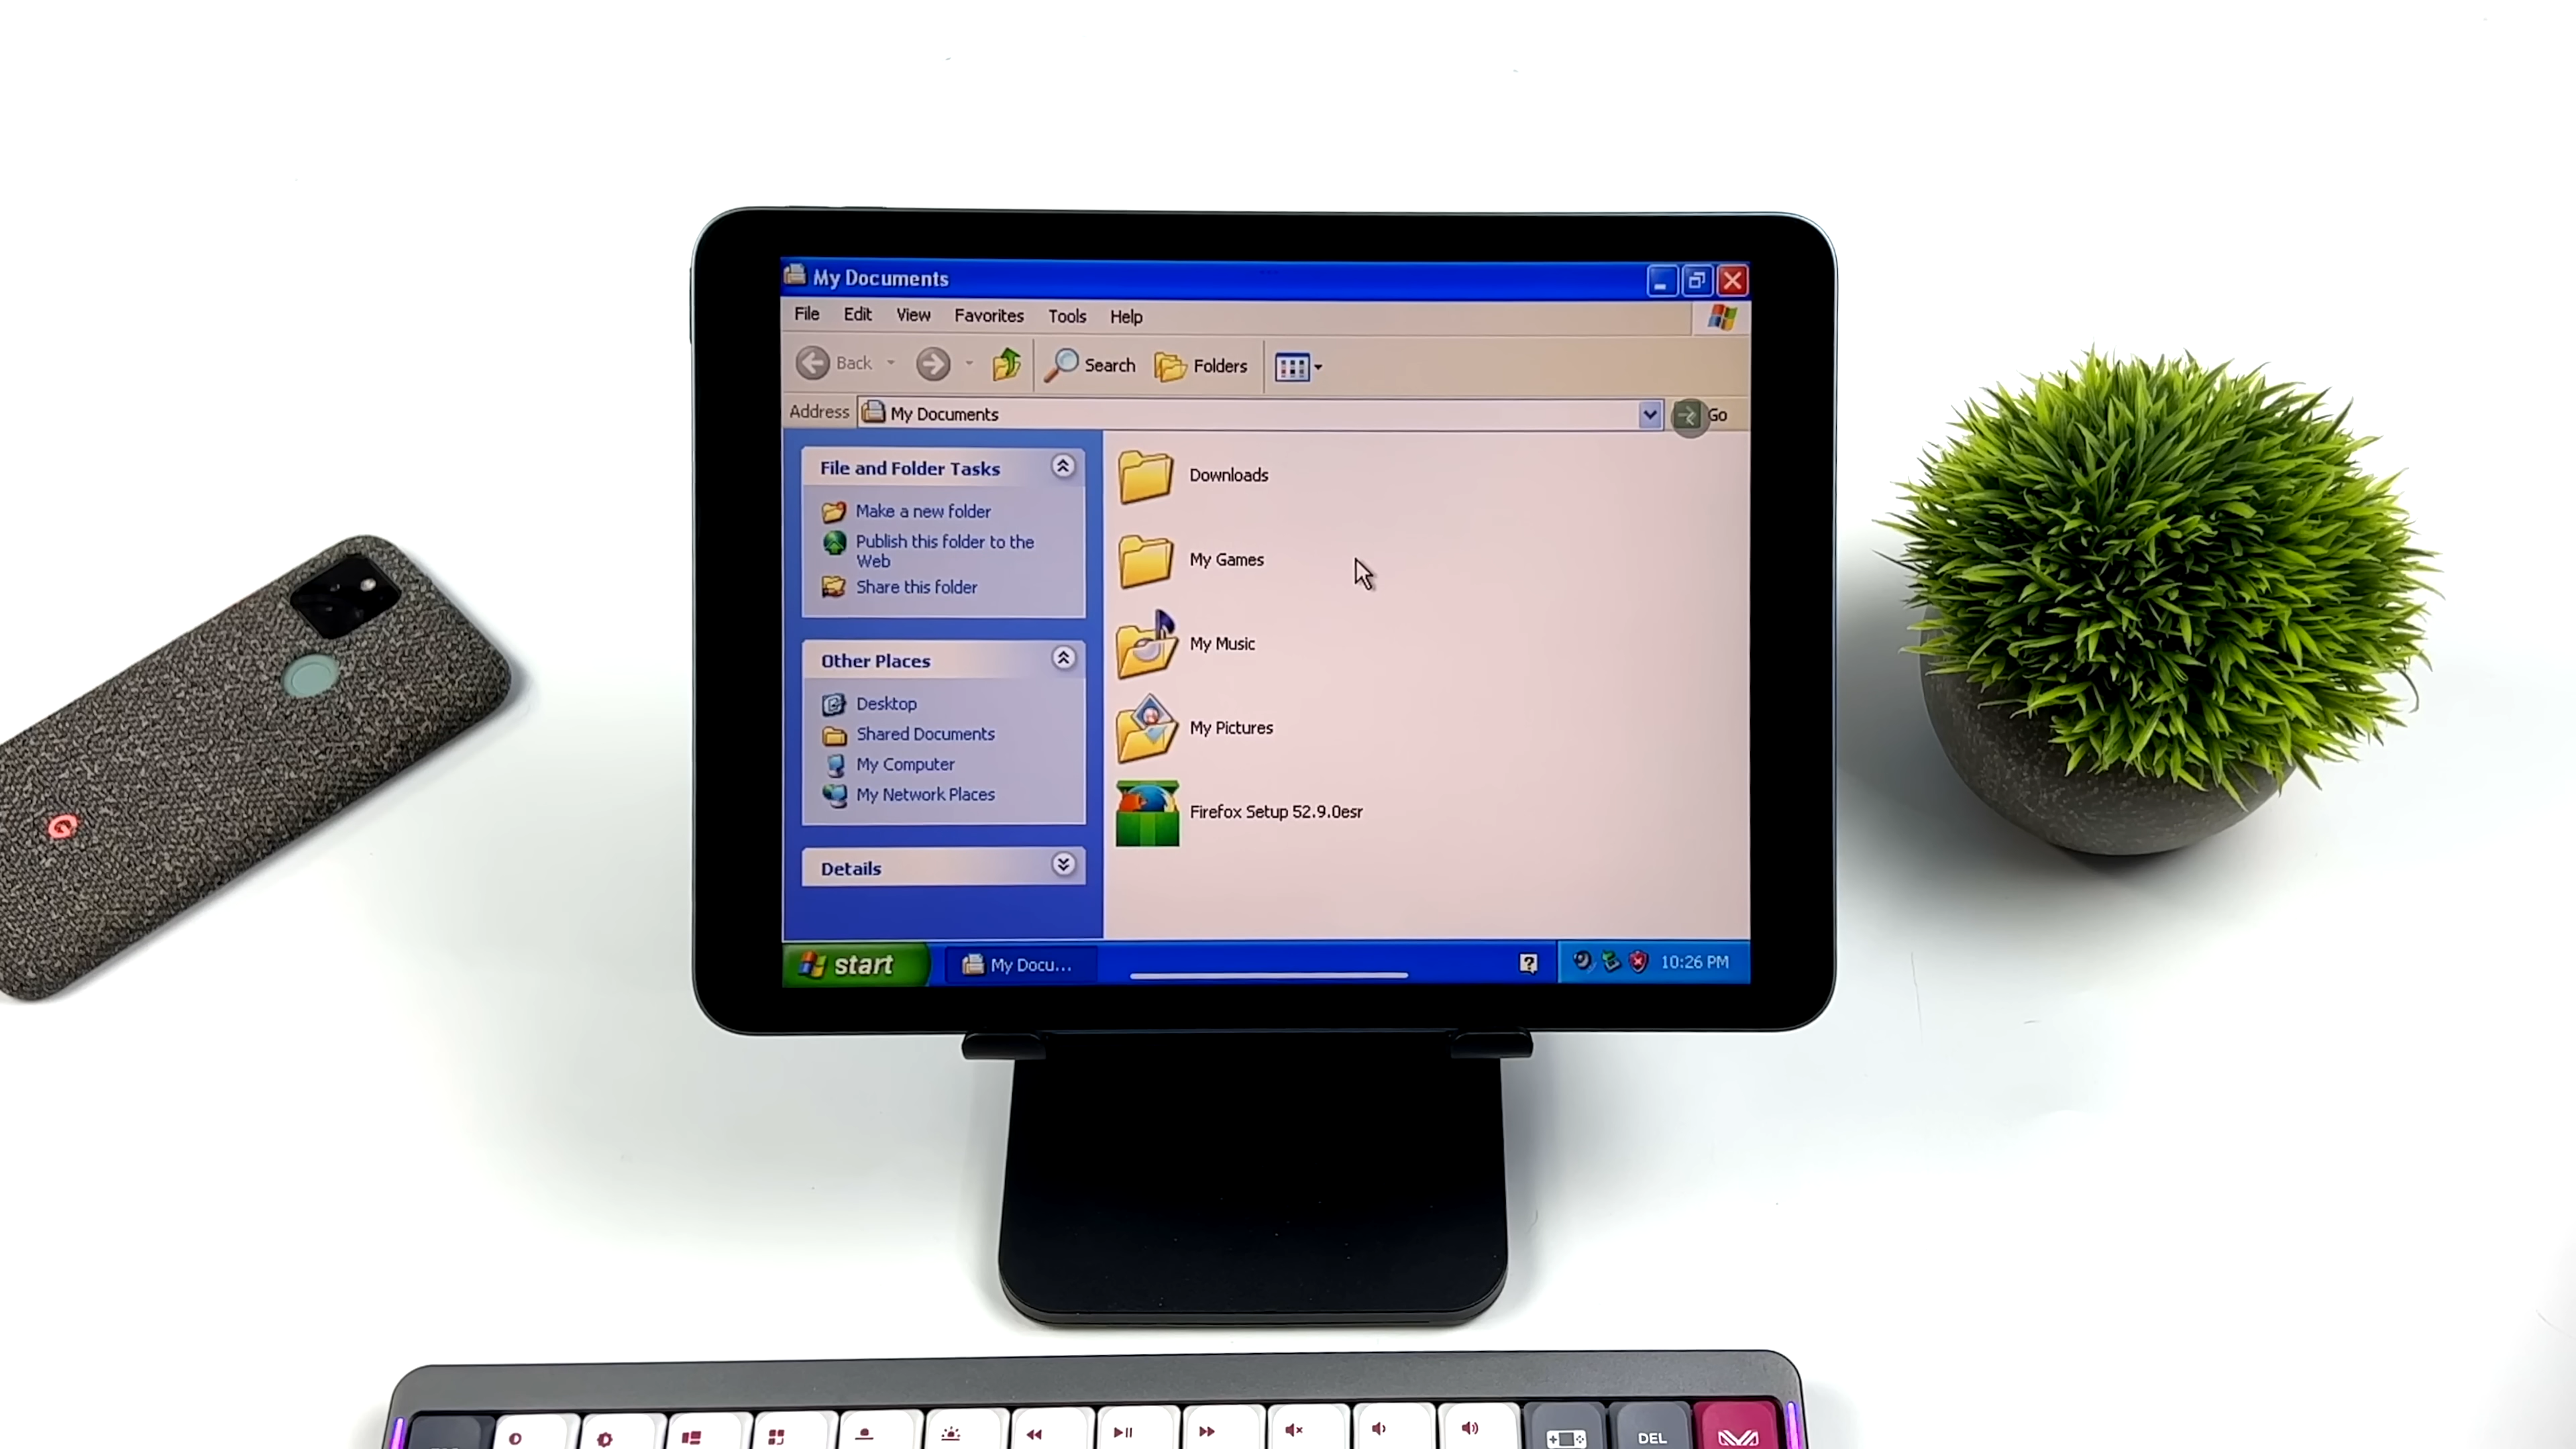 My Documents
File Edit View Favorites Tools Help
Back Search Folders
Address My Documents Go
File and Folder Tasks
Make a new folder
Publish this folder to the
Web
Share this folder
Other Places
Desktop
Shared Documents
My Computer
My Network Places
Details
Downloads
My Games
My Music
My Pictures
Firefox Setup 52.9.0esr
start My Docu... 10:26 PM
DEL